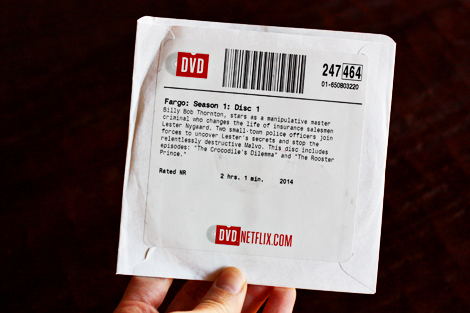 DVD
247 464
01-650803220
Fargo: Season 1: Disc 1
Billy Bob Thornton, stars as a manipulative master
criminal who changes the life of insurance salesmen
Lester Nygaard. Two small-town police officers join
forces to uncover Lester's secrets and stop the
relentlessly destructive Malvo. This disc includes
episodes: "The Crocodile's Dilemma" and "The Rooster
Prince."
Rated NR 2 hrs. 1 min. 2014
DVD NETFLIX.COM